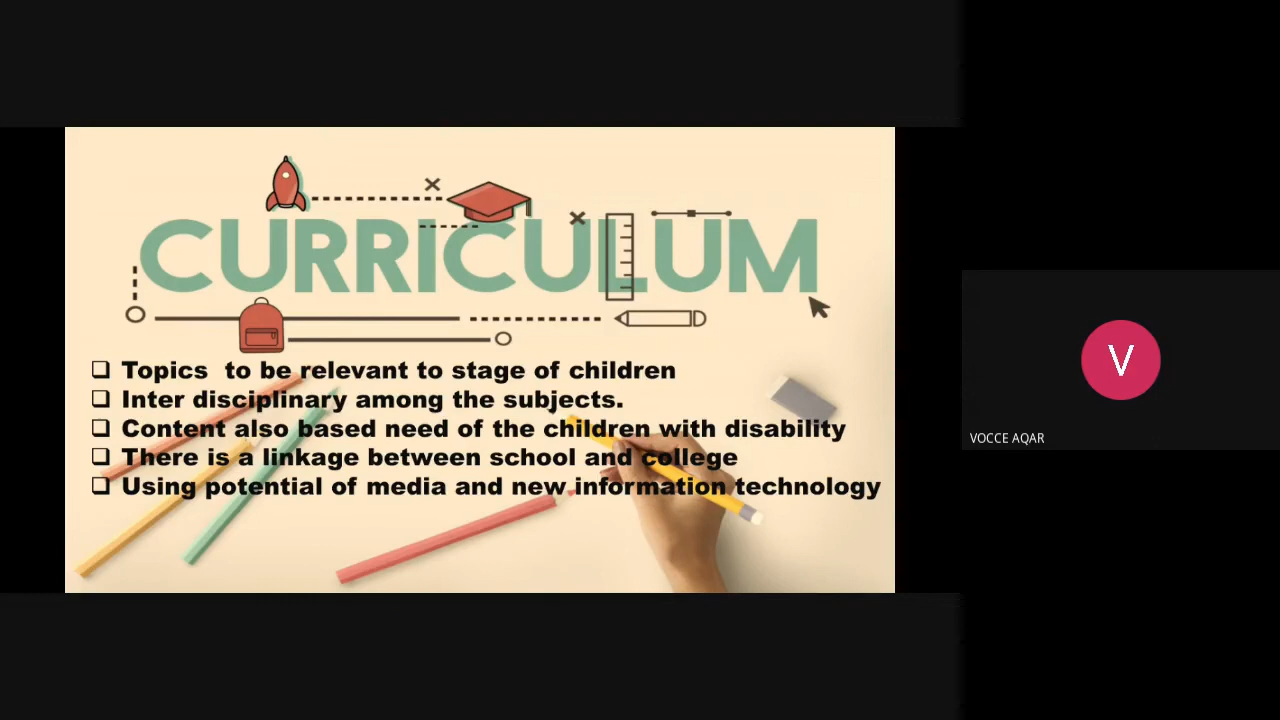 CURRICULUM
Topics to be relevant to stage of children
Inter disciplinary among the subjects.
Content also based need of the children with disability
There is a linkage between school and college
Using potential of media and new information technology
V
VOCCE AQAR